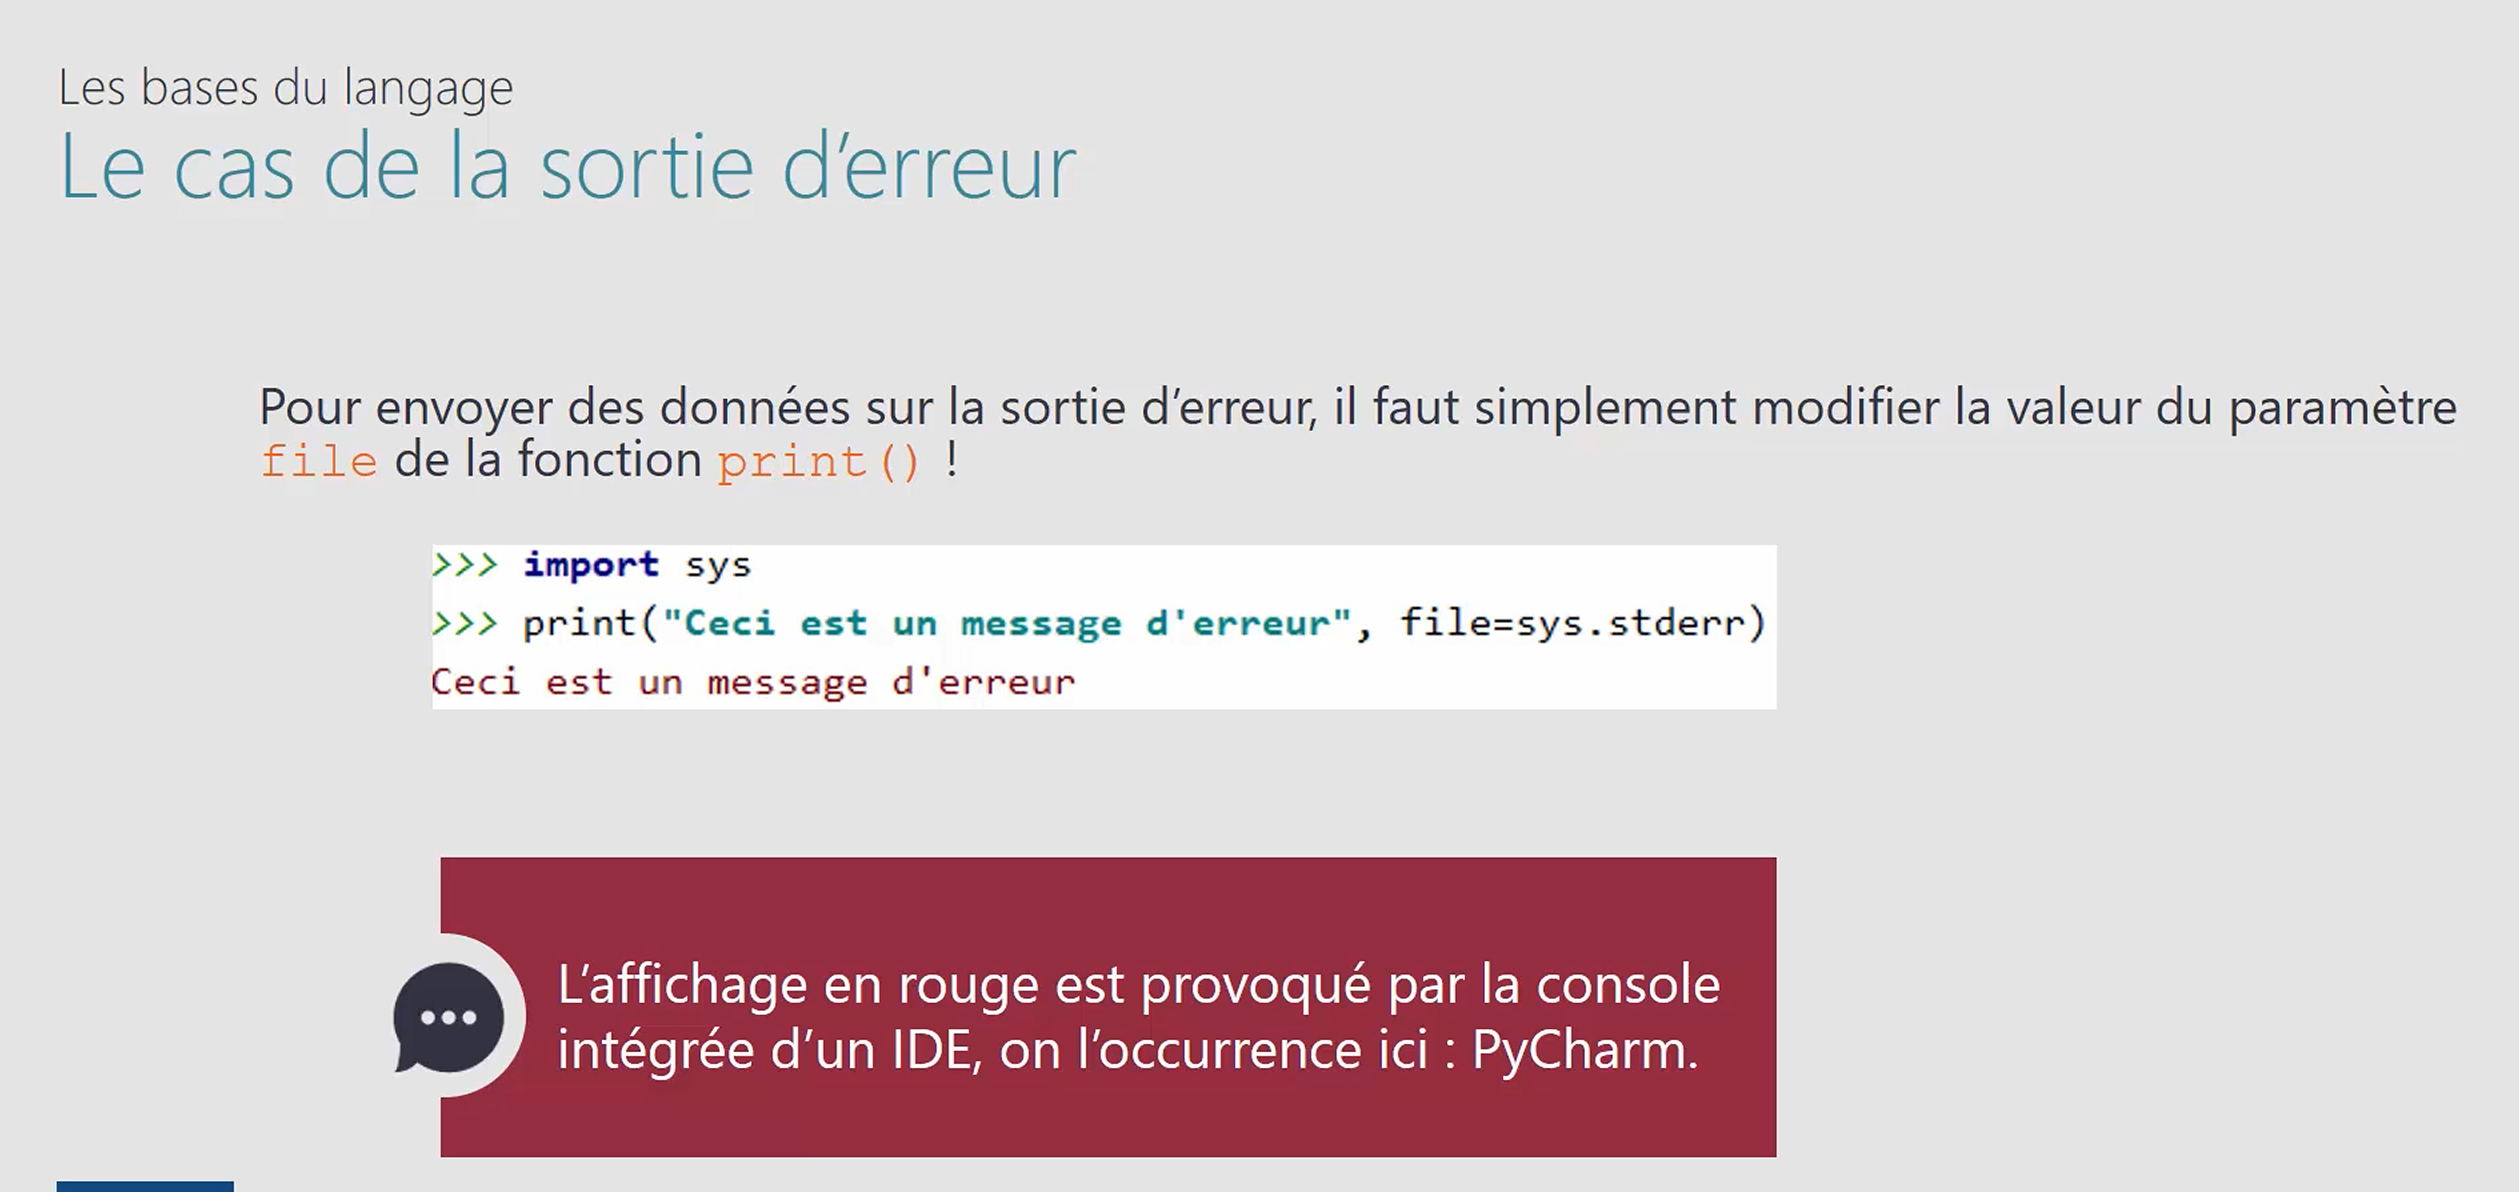 Les bases du langage
Le cas de la sortie d’erreur
Pour envoyer des données sur la sortie d’erreur, il faut simplement modifier la valeur du paramètre
file de la fonction print() !
>>> import sys
>>> print("Ceci est un message d'erreur", file=sys.stderr)
Ceci est un message d'erreur
L’affichage en rouge est provoqué par la console
intégrée d’un IDE, on l’occurrence ici : PyCharm.